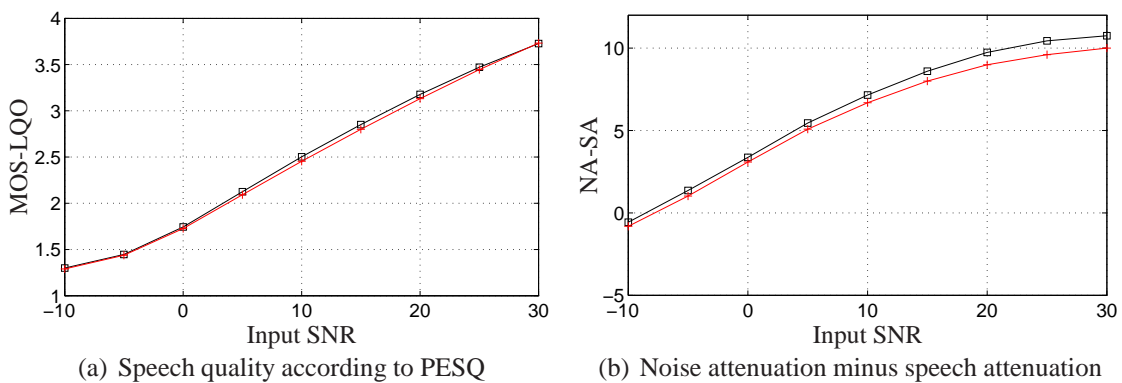 4
3.5
3
2.5
2
1.5
1
MOS-LQO
−10 0 10 20 30
Input SNR
(a) Speech quality according to PESQ
10
5
0
−5
NA-SA
−10 0 10 20 30
Input SNR
(b) Noise attenuation minus speech attenuation